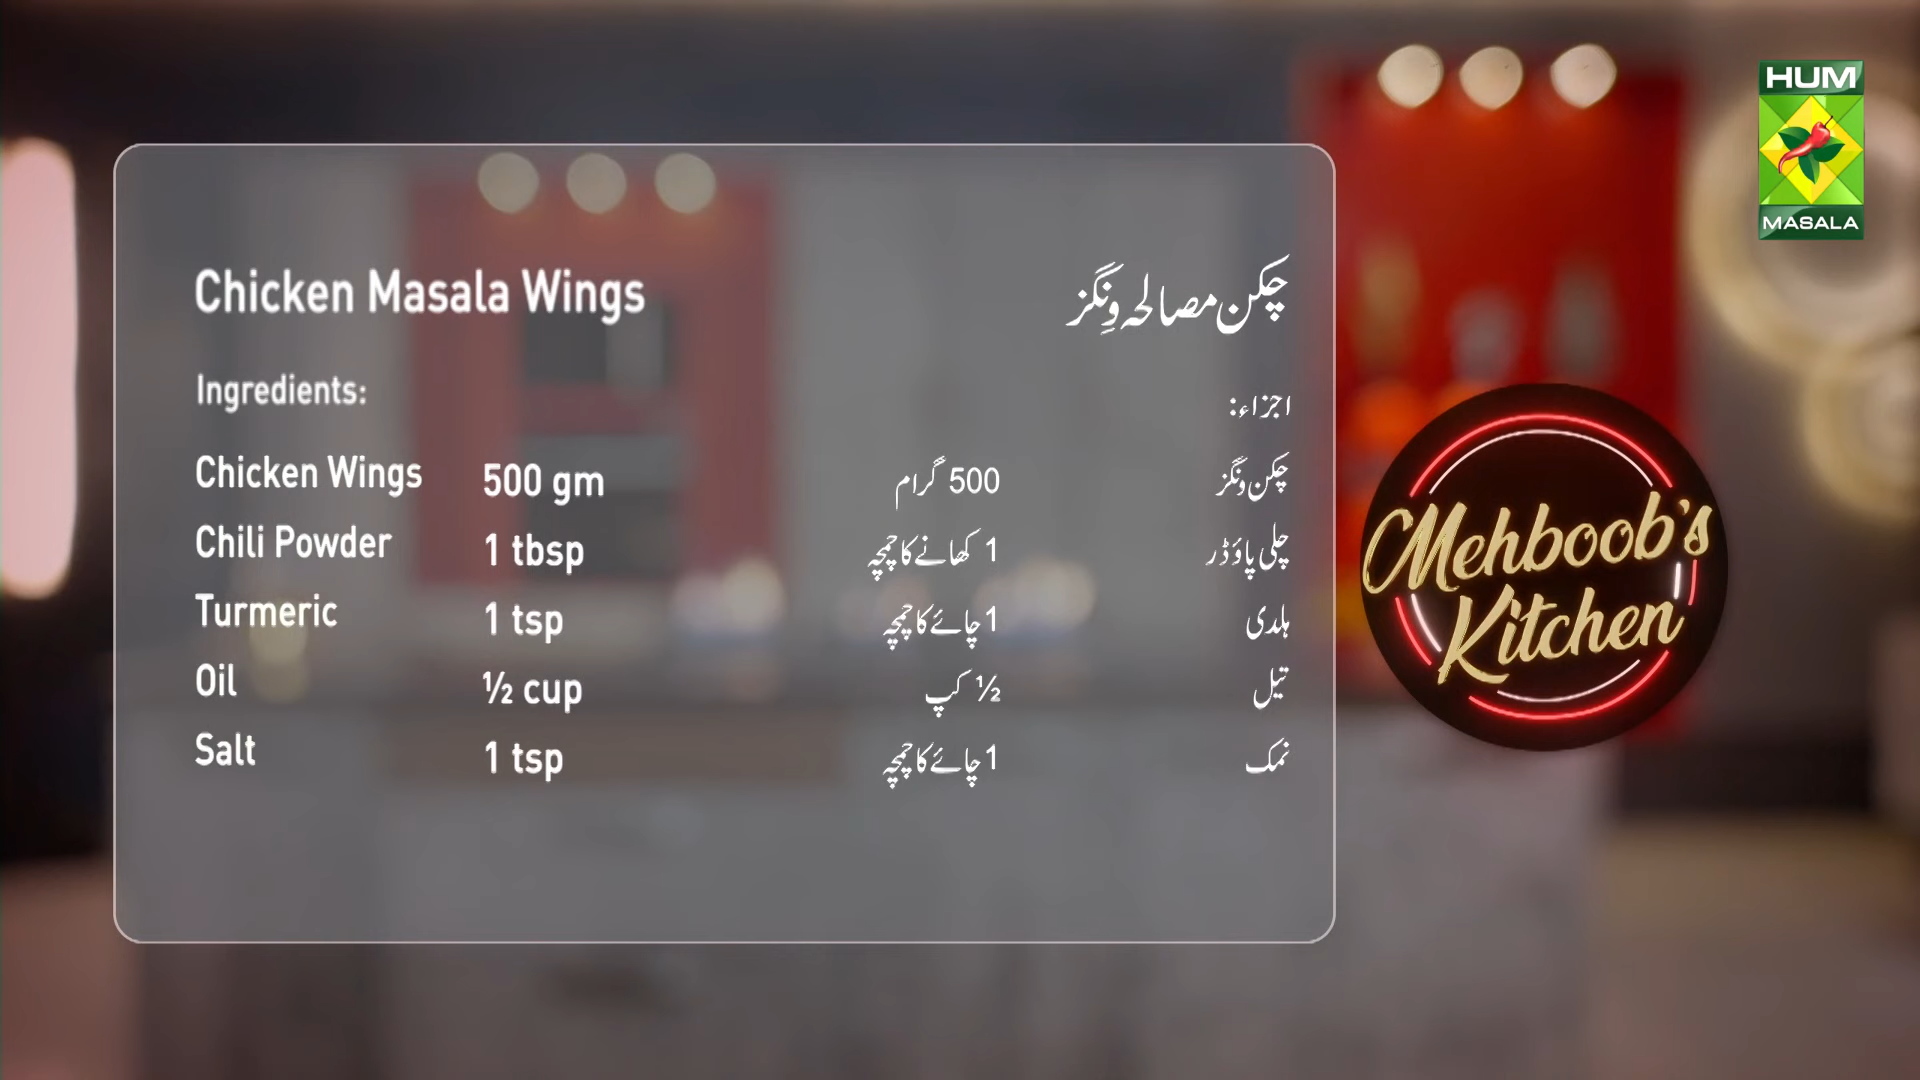 HUM
MASALA
Chicken Masala Wings
چکن مصالحہ وِنگز
Ingredients:
اجزاء:
Chicken Wings 500 gm
چکن ونگز 500 گرام
Chili Powder 1 tbsp
چلی پاؤڈر 1 کھانے کا چمچہ
Turmeric 1 tsp
ہلدی 1 چائے کا چمچہ
Oil ½ cup
تیل ½ کپ
Salt 1 tsp
نمک 1 چائے کا چمچہ
Mehboob's
Kitchen